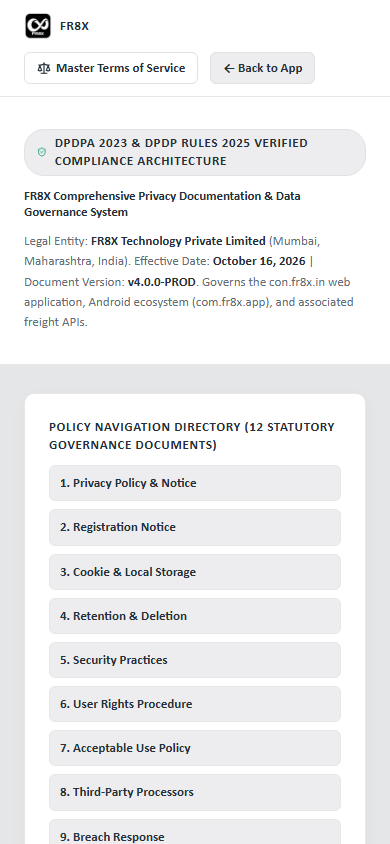 FR8X
FR8X
Master Terms of Service
← Back to App
DPDPA 2023 & DPDP RULES 2025 VERIFIED
COMPLIANCE ARCHITECTURE
FR8X Comprehensive Privacy Documentation & Data
Governance System
Legal Entity: FR8X Technology Private Limited (Mumbai,
Maharashtra, India). Effective Date: October 16, 2026 |
Document Version: v4.0.0-PROD. Governs the con.fr8x.in web
application, Android ecosystem (com.fr8x.app), and associated
freight APIs.
POLICY NAVIGATION DIRECTORY (12 STATUTORY
GOVERNANCE DOCUMENTS)
1. Privacy Policy & Notice
2. Registration Notice
3. Cookie & Local Storage
4. Retention & Deletion
5. Security Practices
6. User Rights Procedure
7. Acceptable Use Policy
8. Third-Party Processors
9. Breach Response